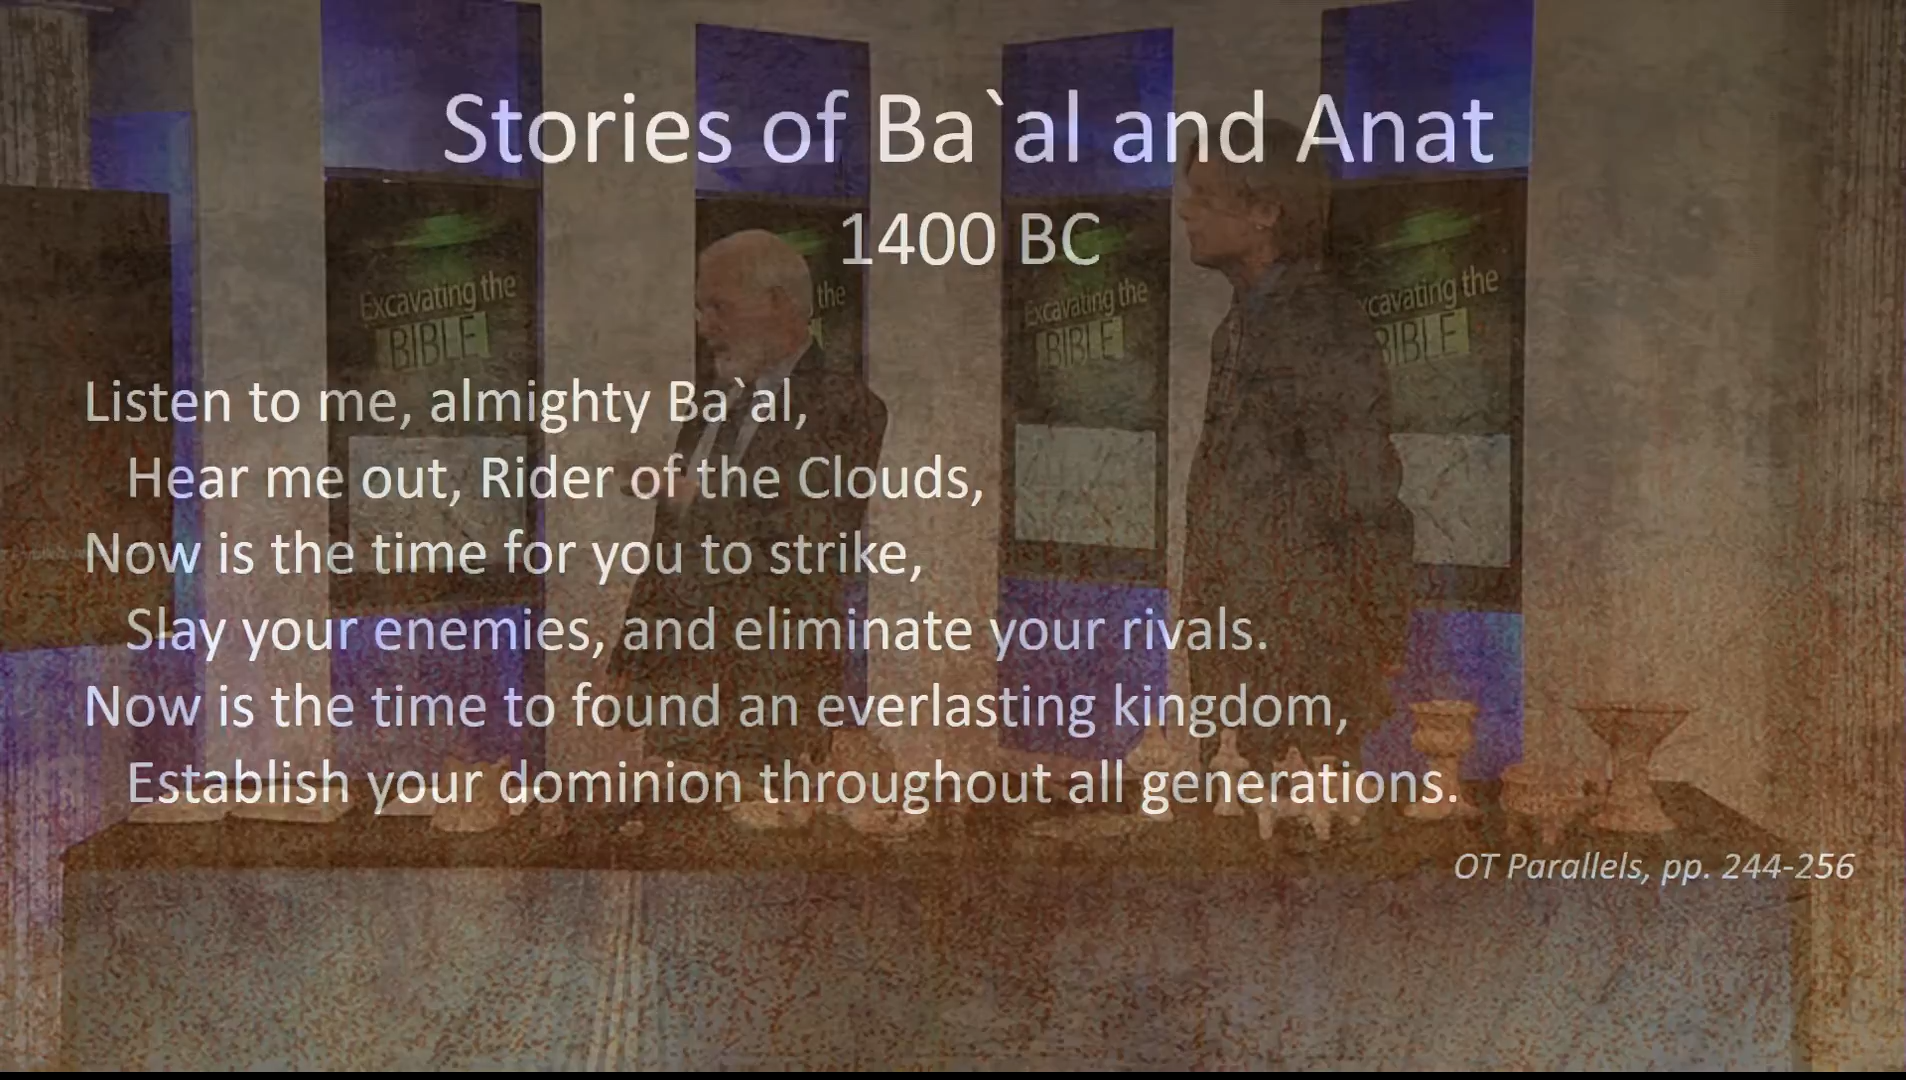 Stories of Ba`al and Anat
1400 BC
Excavating the
BIBLE
the
Excavating the
BIBLE
xcavating the
BIBLE
Listen to me, almighty Ba`al,
Hear me out, Rider of the Clouds,
Now is the time for you to strike,
Slay your enemies, and eliminate your rivals.
Now is the time to found an everlasting kingdom,
Establish your dominion throughout all generations.
OT Parallels, pp. 244-256